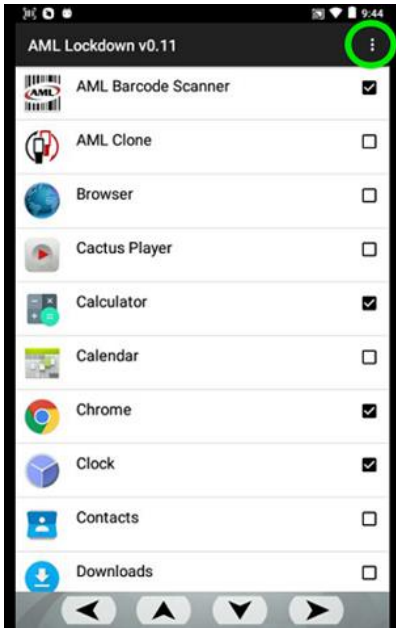 9:44
AML Lockdown v0.11
AML
AML Barcode Scanner
AML Clone
Browser
Cactus Player
Calculator
Calendar
Chrome
Clock
Contacts
Downloads